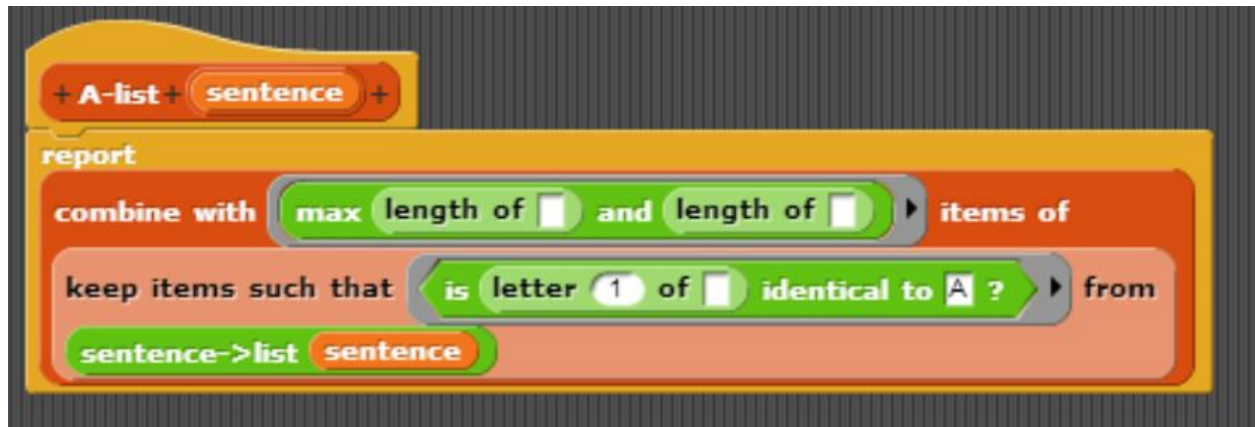 + A-list + sentence +
report
combine with max length of and length of items of
keep items such that is letter 1 of identical to A ? from
sentence->list sentence